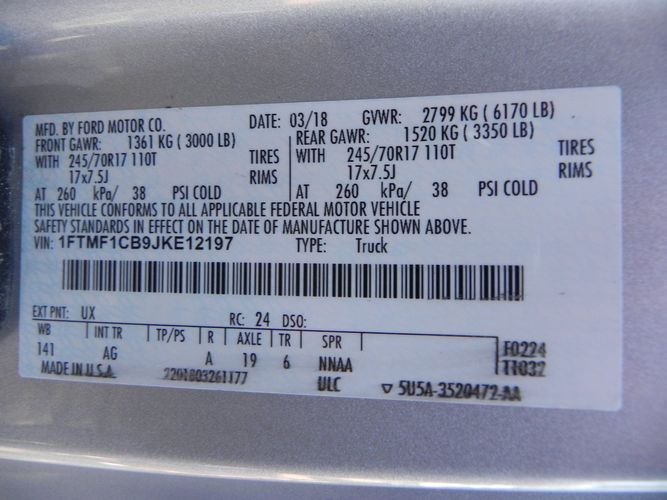 MFD. BY FORD MOTOR CO. DATE: 03/18 GVWR: 2799 KG ( 6170 LB)
FRONT GAWR: 1361 KG ( 3000 LB) REAR GAWR: 1520 KG ( 3350 LB)
WITH 245/70R17 110T TIRES WITH 245/70R17 110T TIRES
17x7.5J RIMS 17x7.5J RIMS
AT 260 kPa/ 38 PSI COLD AT 260 kPa/ 38 PSI COLD
THIS VEHICLE CONFORMS TO ALL APPLICABLE FEDERAL MOTOR VEHICLE
SAFETY STANDARDS IN EFFECT ON THE DATE OF MANUFACTURE SHOWN ABOVE.
VIN: 1FTMF1CB9JKE12197 TYPE: Truck
EXT PNT: UX RC: 24 DSO:
WB INT TR TP/PS R AXLE TR SPR
141 AG A 19 6 NNAA F0224
T1032
MADE IN U.S.A. 2201803261177 ULC ▽ 5U5A-3520472-AA